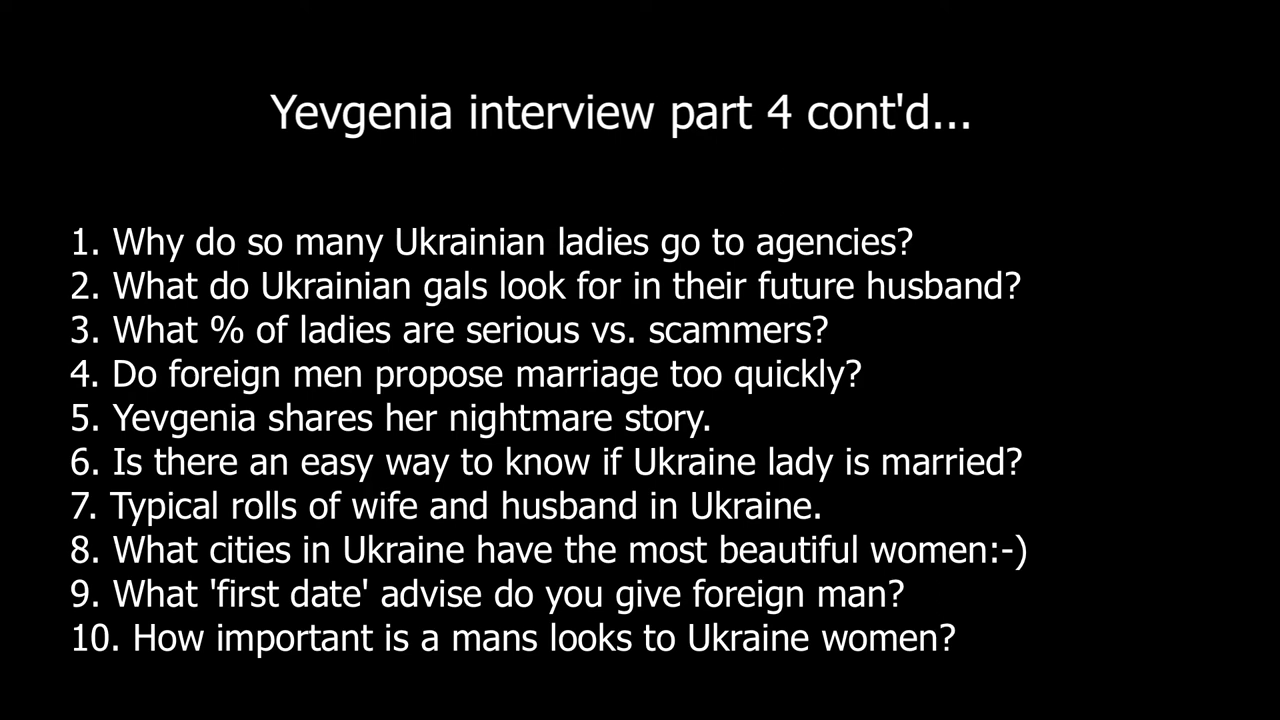 Yevgenia interview part 4 cont'd...
1. Why do so many Ukrainian ladies go to agencies?
2. What do Ukrainian gals look for in their future husband?
3. What % of ladies are serious vs. scammers?
4. Do foreign men propose marriage too quickly?
5. Yevgenia shares her nightmare story.
6. Is there an easy way to know if Ukraine lady is married?
7. Typical rolls of wife and husband in Ukraine.
8. What cities in Ukraine have the most beautiful women:-)
9. What 'first date' advise do you give foreign man?
10. How important is a mans looks to Ukraine women?